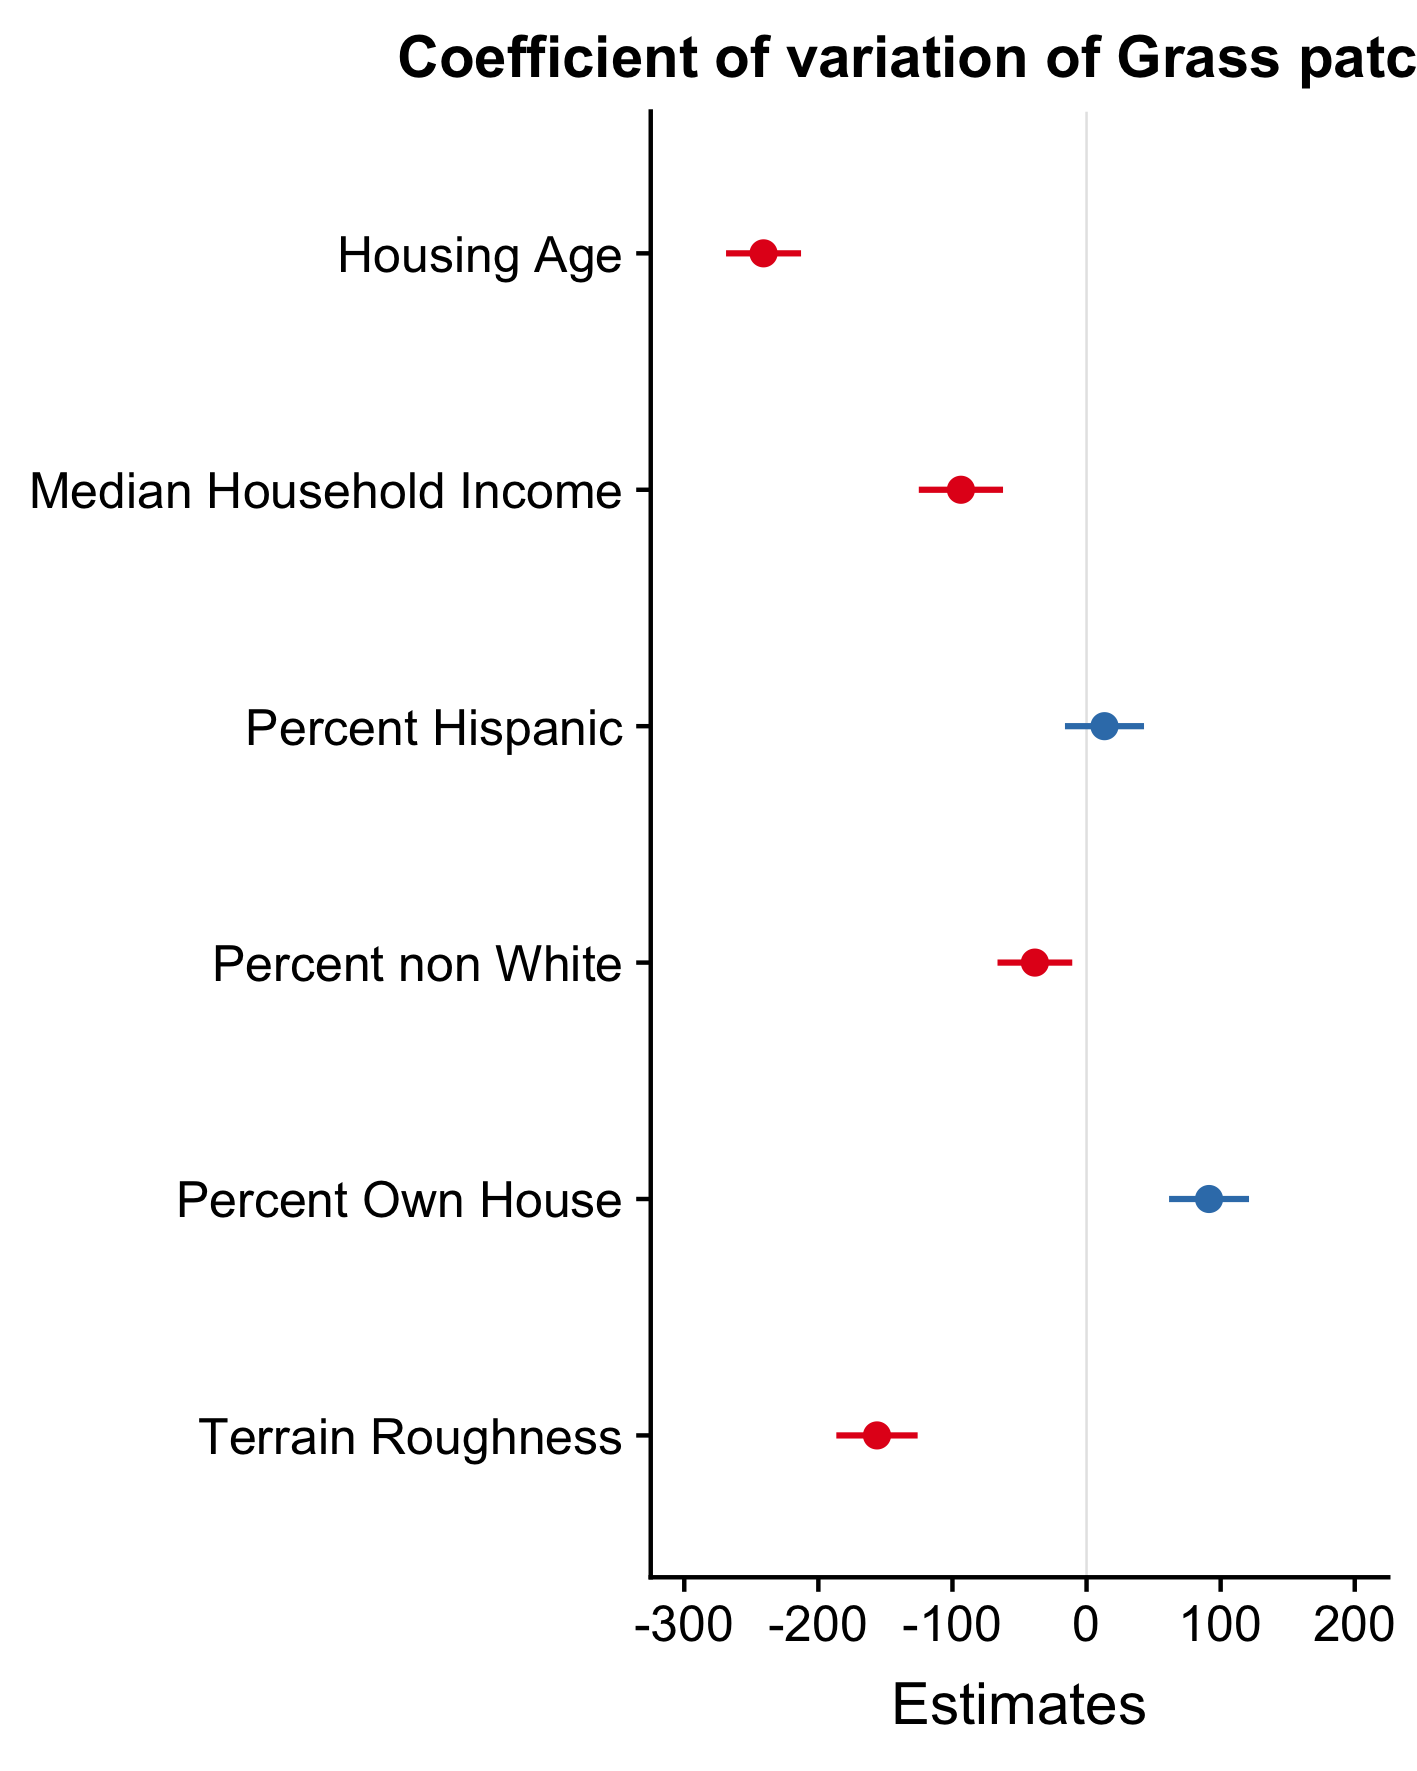 Coefficient of variation of Grass patc
Housing Age
Median Household Income
Percent Hispanic
Percent non White
Percent Own House
Terrain Roughness
-300 -200 -100 0 100 200
Estimates